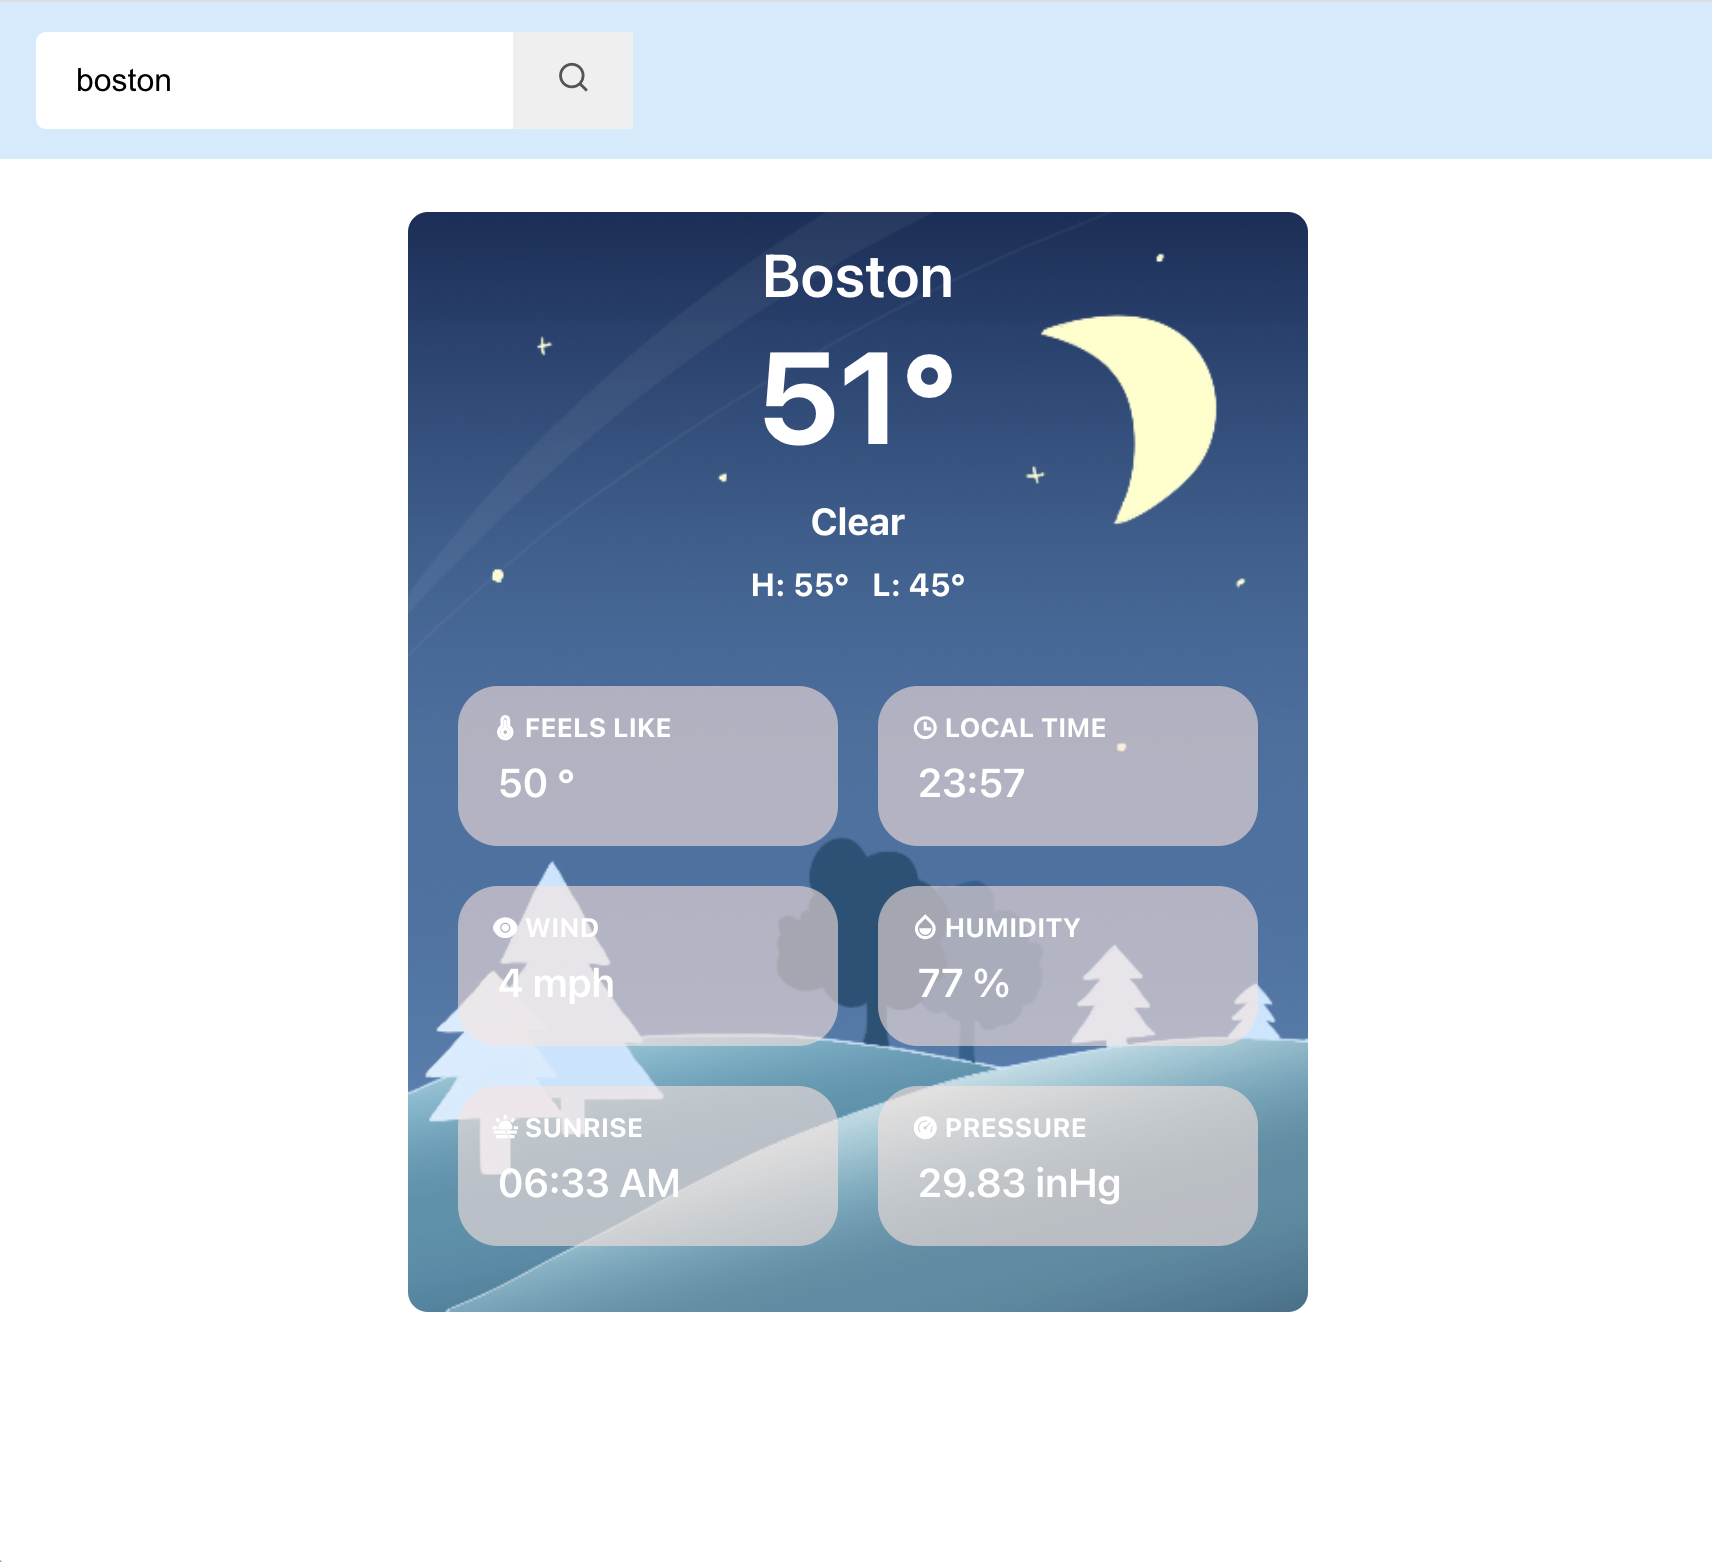 boston
Boston
51°
Clear
H: 55° L: 45°
FEELS LIKE
50 °
LOCAL TIME
23:57
WIND
4 mph
HUMIDITY
77 %
SUNRISE
06:33 AM
PRESSURE
29.83 inHg